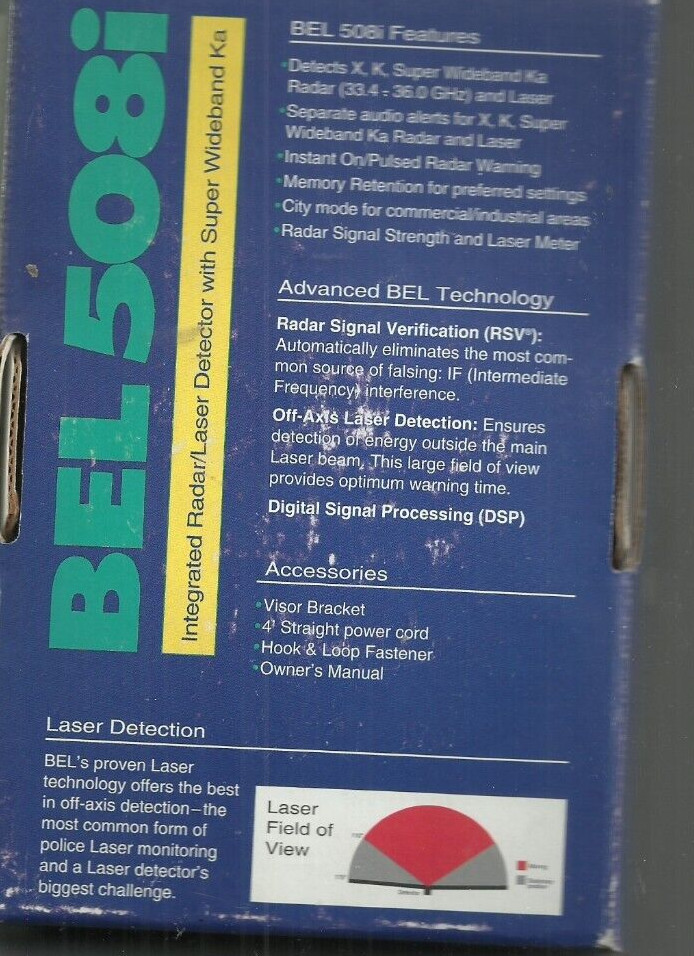 BEL 508i
Integrated Radar/Laser Detector with Super Wideband Ka
BEL 508i Features
•Detects X, K, Super Wideband Ka
Radar (33.4 - 36.0 GHz) and Laser
•Separate audio alerts for X, K, Super
Wideband Ka Radar and Laser
•Instant On/Pulsed Radar Warning
•Memory Retention for preferred settings
•City mode for commercial/industrial areas
•Radar Signal Strength and Laser Meter
Advanced BEL Technology
Radar Signal Verification (RSV®):
Automatically eliminates the most com-
mon source of falsing: IF (Intermediate
Frequency) interference.
Off-Axis Laser Detection: Ensures
detection of energy outside the main
Laser beam. This large field of view
provides optimum warning time.
Digital Signal Processing (DSP)
Accessories
•Visor Bracket
•4' Straight power cord
•Hook & Loop Fastener
•Owner's Manual
Laser Detection
BEL's proven Laser
technology offers the best
in off-axis detection–the
most common form of
police Laser monitoring
and a Laser detector's
biggest challenge.
Laser
Field of
View
Detector